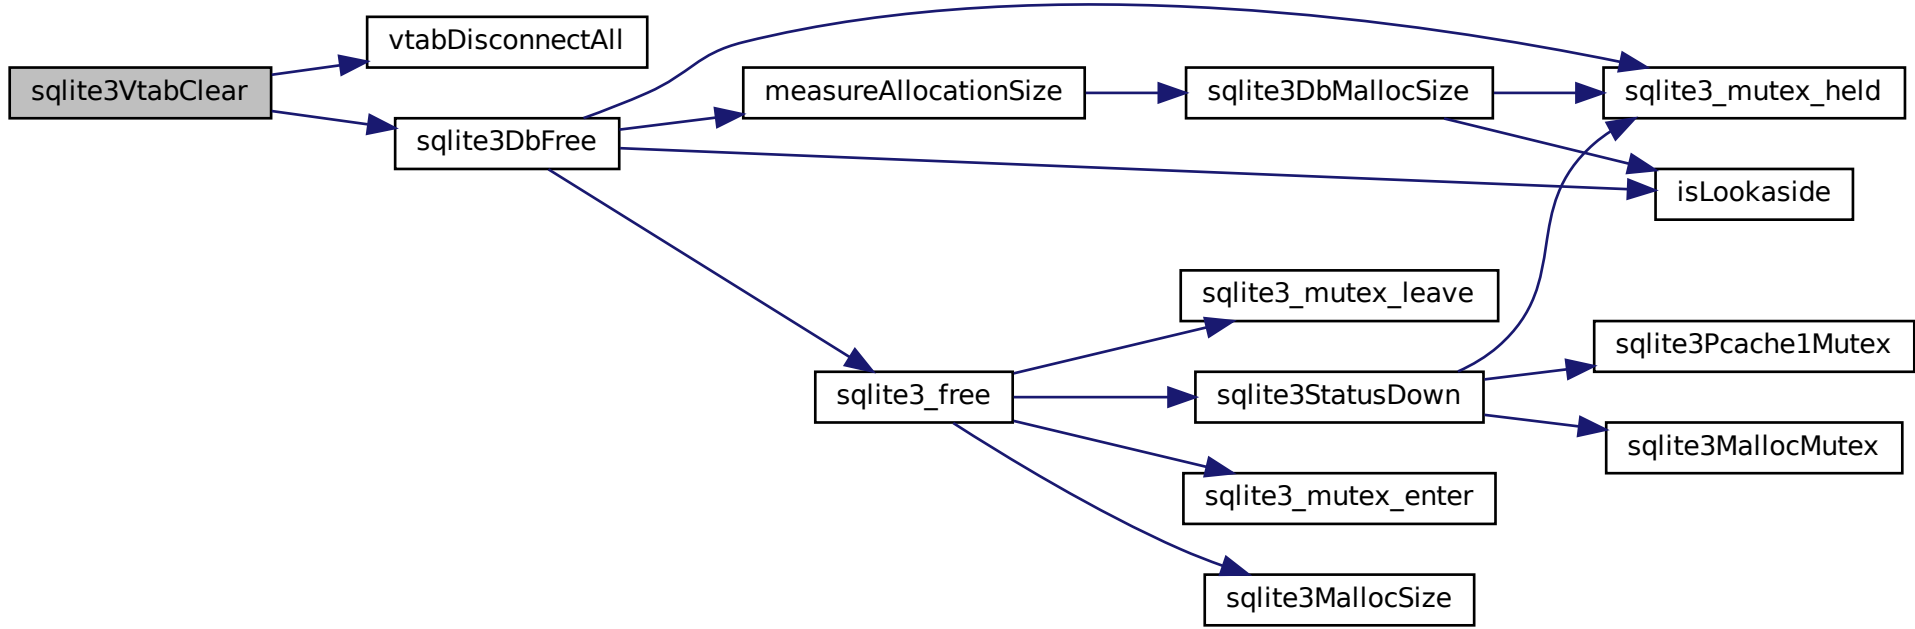 sqlite3VtabClear
vtabDisconnectAll
sqlite3DbFree
measureAllocationSize
sqlite3DbMallocSize
sqlite3_mutex_held
isLookaside
sqlite3_free
sqlite3_mutex_leave
sqlite3StatusDown
sqlite3Pcache1Mutex
sqlite3MallocMutex
sqlite3_mutex_enter
sqlite3MallocSize